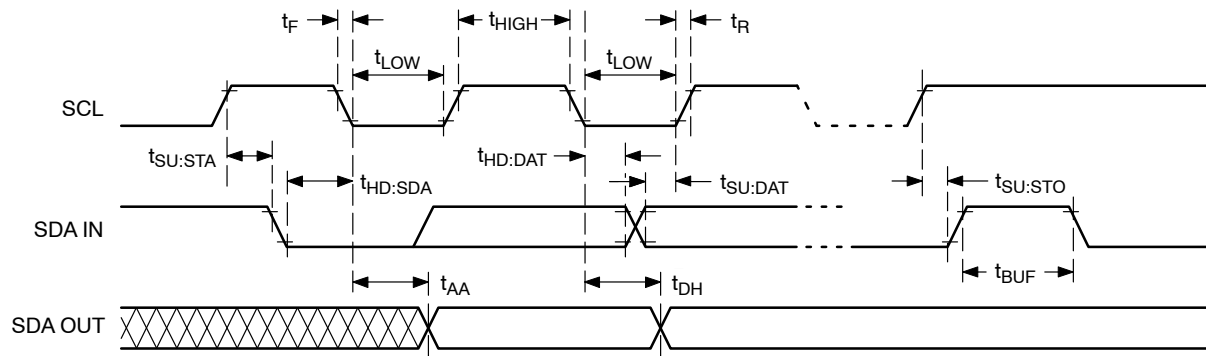 tF
tHIGH
tR
tLOW
tLOW
SCL
tSU:STA
tHD:SDA
tHD:DAT
tSU:DAT
tSU:STO
SDA IN
tAA
tDH
tBUF
SDA OUT